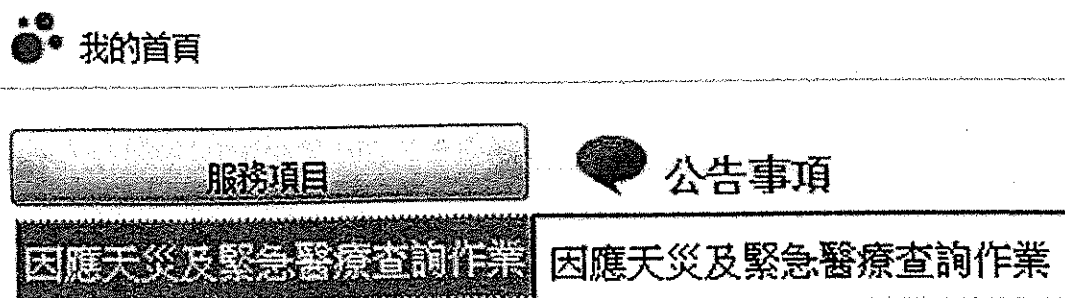 我的首頁
服務項目
公告事項
因應天災及緊急醫療查詢作業
因應天災及緊急醫療查詢作業